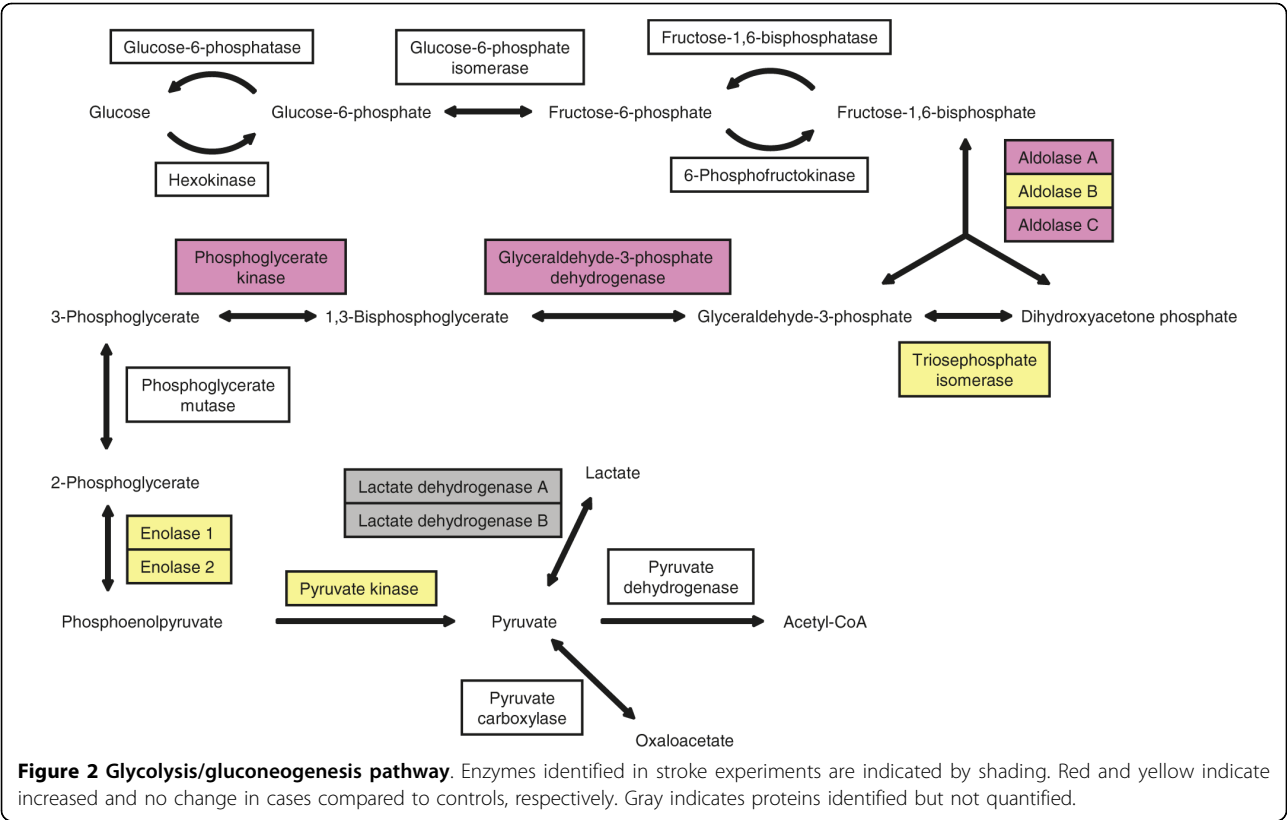 Glucose-6-phosphatase
Glucose-6-phosphate
isomerase
Fructose-1,6-bisphosphatase
Glucose
Glucose-6-phosphate
Fructose-6-phosphate
Fructose-1,6-bisphosphate
Hexokinase
6-Phosphofructokinase
Aldolase A
Aldolase B
Aldolase C
Phosphoglycerate
kinase
Glyceraldehyde-3-phosphate
dehydrogenase
3-Phosphoglycerate
1,3-Bisphosphoglycerate
Glyceraldehyde-3-phosphate
Dihydroxyacetone phosphate
Triosephosphate
isomerase
Phosphoglycerate
mutase
2-Phosphoglycerate
Lactate dehydrogenase A
Lactate dehydrogenase B
Lactate
Enolase 1
Enolase 2
Pyruvate kinase
Pyruvate
dehydrogenase
Phosphoenolpyruvate
Pyruvate
Acetyl-CoA
Pyruvate
carboxylase
Oxaloacetate
Figure 2 Glycolysis/gluconeogenesis pathway. Enzymes identified in stroke experiments are indicated by shading. Red and yellow indicate
increased and no change in cases compared to controls, respectively. Gray indicates proteins identified but not quantified.